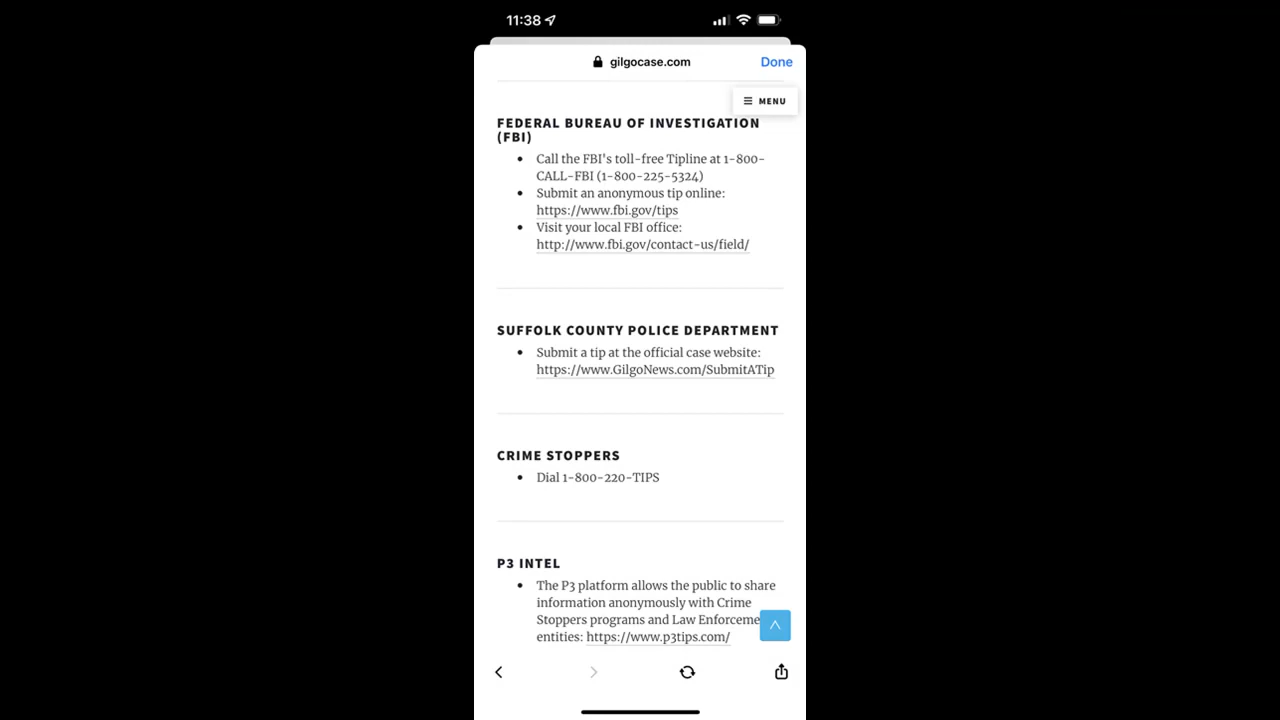 11:38
gilgocase.com
Done
MENU
FEDERAL BUREAU OF INVESTIGATION
(FBI)
• Call the FBI's toll-free Tipline at 1-800-
CALL-FBI (1-800-225-5324)
• Submit an anonymous tip online:
https://www.fbi.gov/tips
• Visit your local FBI office:
http://www.fbi.gov/contact-us/field/
SUFFOLK COUNTY POLICE DEPARTMENT
• Submit a tip at the official case website:
https://www.GilgoNews.com/SubmitATip
CRIME STOPPERS
• Dial 1-800-220-TIPS
P3 INTEL
• The P3 platform allows the public to share
information anonymously with Crime
Stoppers programs and Law Enforceme
entities: https://www.p3tips.com/